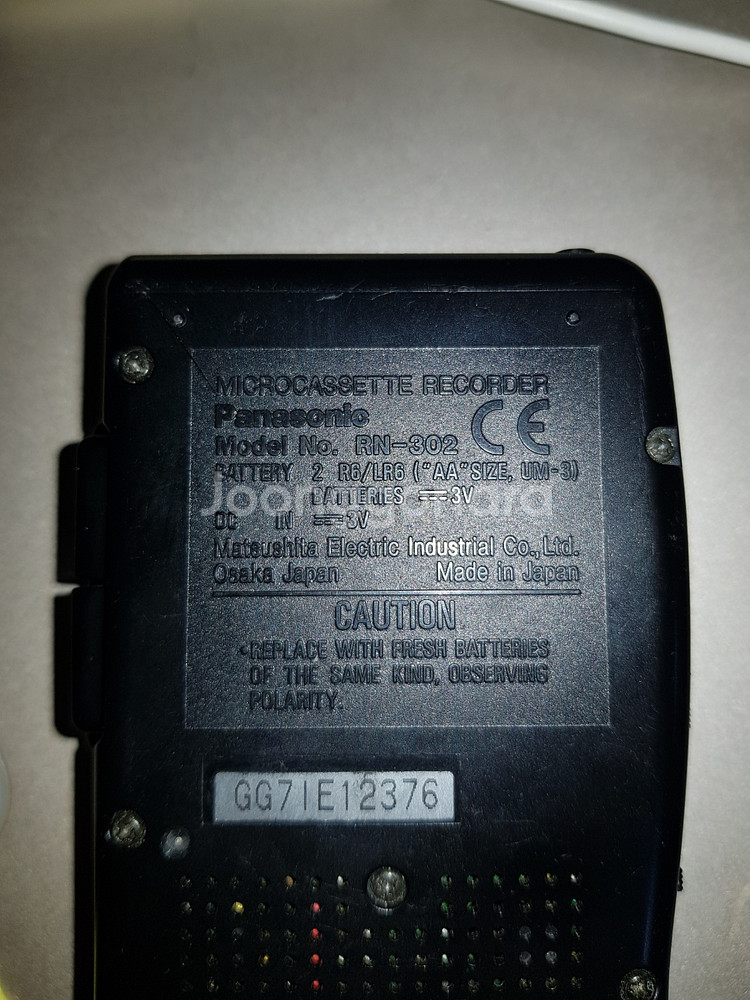 MICROCASSETTE RECORDER
Panasonic
Model No. RN-302 CE
BATTERY 2 R6/LR6 ("AA" SIZE, UM-3)
BATTERIES ⎓3V
DC IN ⎓3V
Matsushita Electric Industrial Co., Ltd.
Osaka Japan Made in Japan
CAUTION
•REPLACE WITH FRESH BATTERIES
OF THE SAME KIND, OBSERVING
POLARITY.
GG7IE12376